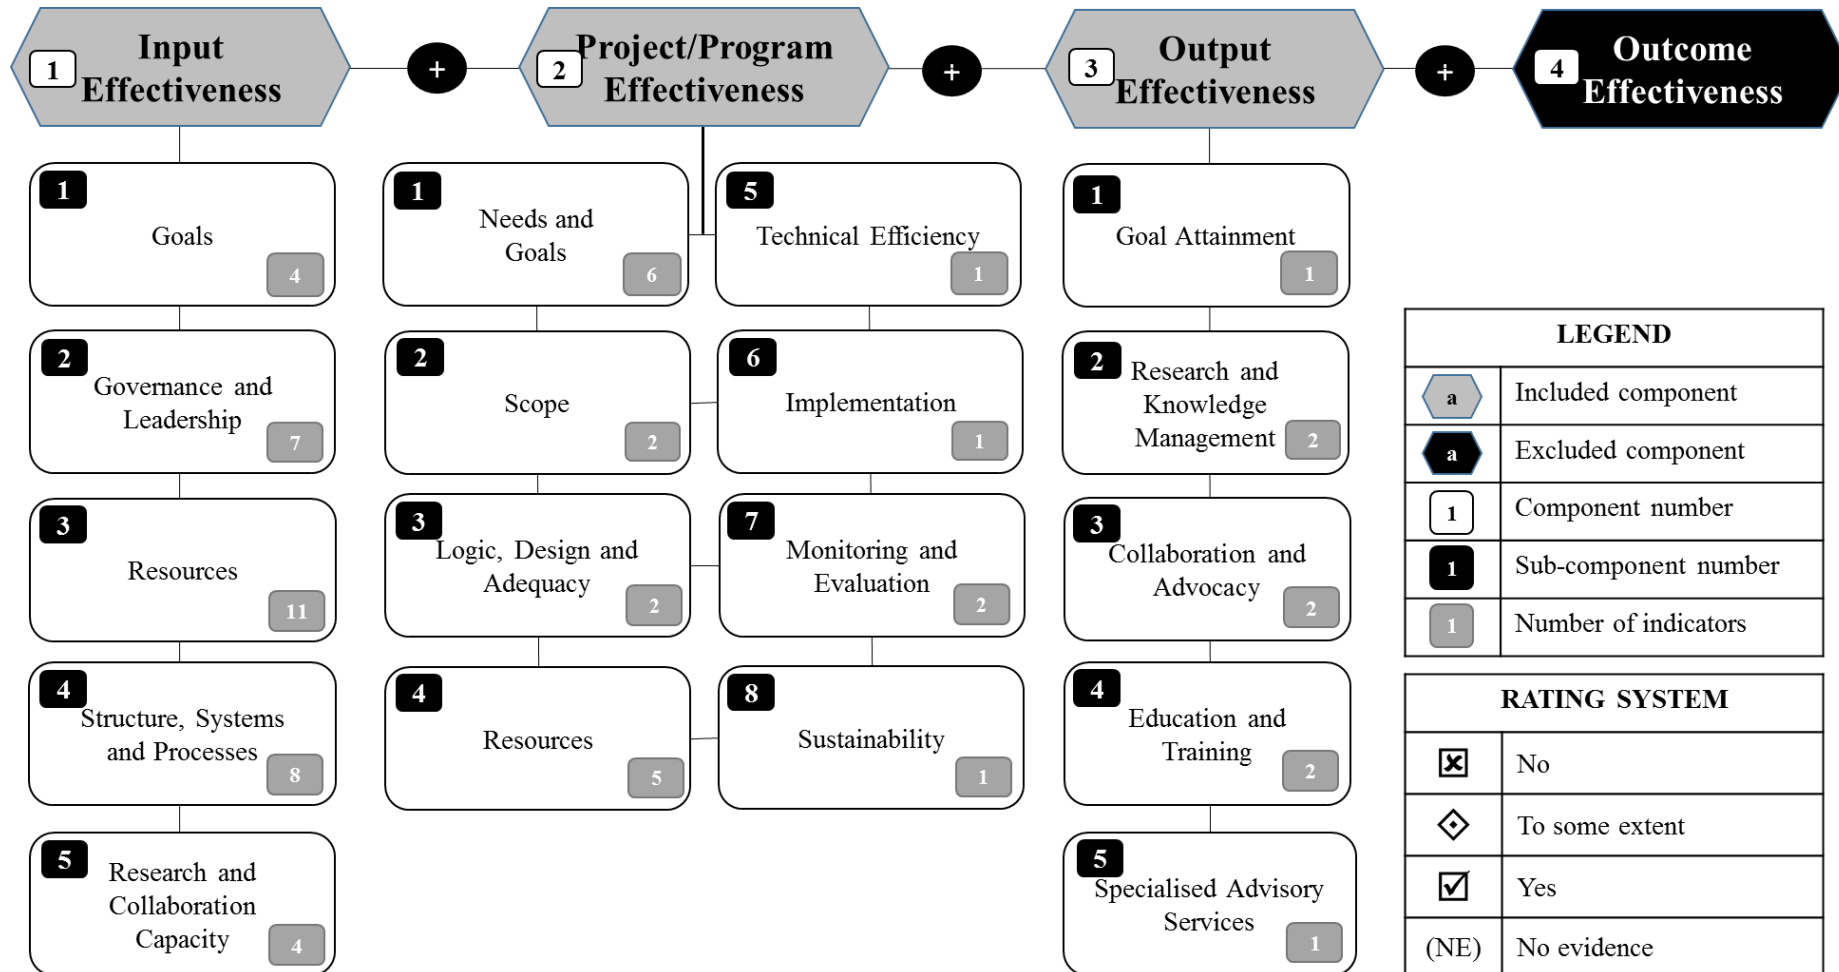 1
Input
Effectiveness
+
2
Project/Program
Effectiveness
+
3
Output
Effectiveness
+
4
Outcome
Effectiveness
1
Goals
4
2
Governance and
Leadership
7
3
Resources
11
4
Structure, Systems
and Processes
8
5
Research and
Collaboration
Capacity
4
1
Needs and
Goals
6
2
Scope
2
3
Logic, Design and
Adequacy
2
4
Resources
5
5
Technical Efficiency
1
6
Implementation
1
7
Monitoring and
Evaluation
2
8
Sustainability
1
1
Goal Attainment
1
2
Research and
Knowledge
Management
2
3
Collaboration and
Advocacy
2
4
Education and
Training
2
5
Specialised Advisory
Services
1
LEGEND
a Included component
a Excluded component
1 Component number
1 Sub-component number
1 Number of indicators
RATING SYSTEM
No
To some extent
Yes
(NE) No evidence